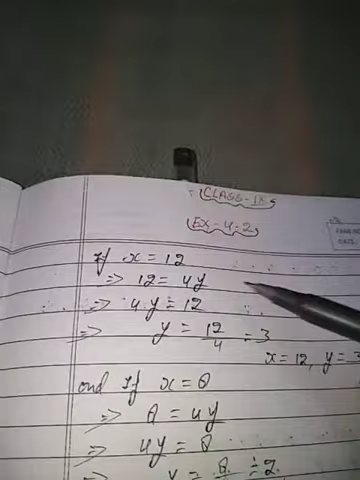 CLASS-IX
EX-4.2
If x = 12
⇒ 12 = 4y
⇒ 4y = 12
⇒ y = 12/4 = 3
x = 12, y = 3
and If x = 8
⇒ 8 = 4y
⇒ 4y = 8
⇒ y = 8/ = 2